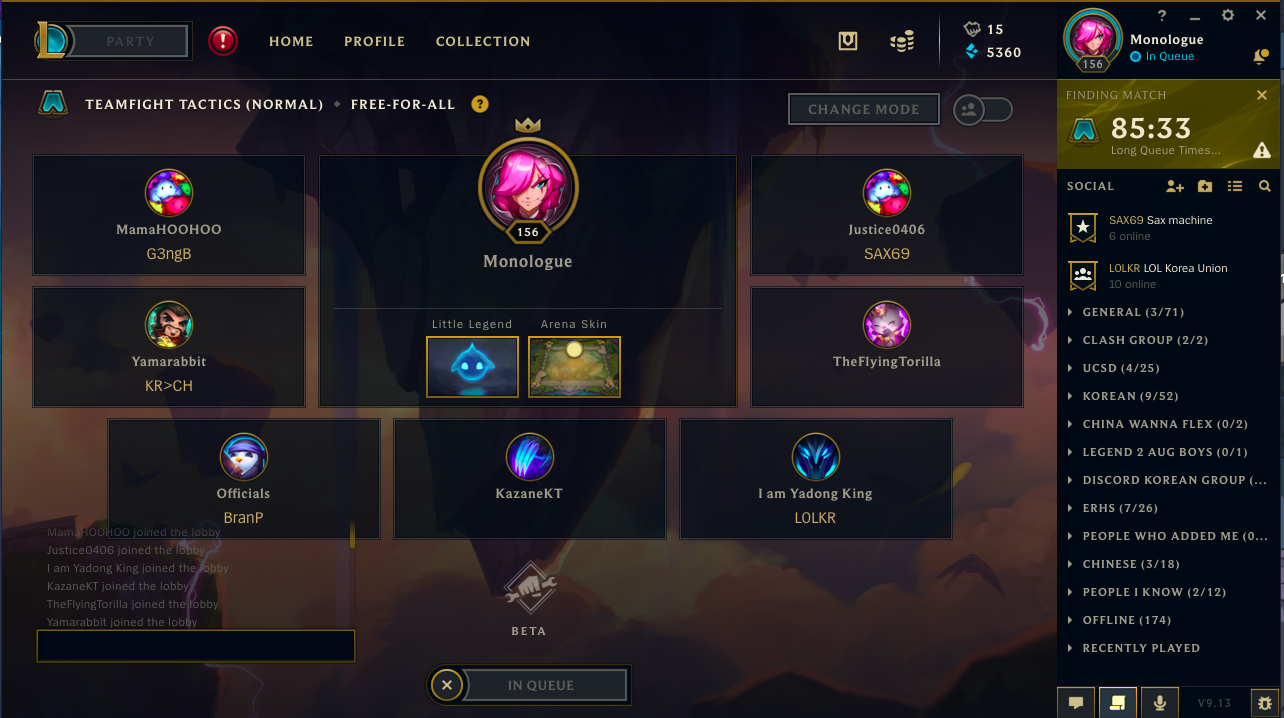 PARTY
HOME
PROFILE
COLLECTION
15
5360
?
156
Monologue
In Queue
TEAMFIGHT TACTICS (NORMAL) • FREE-FOR-ALL ?
CHANGE MODE
FINDING MATCH
85:33
Long Queue Times...
MamaHOOHOO
G3ngB
156
Monologue
Justice0406
SAX69
Yamarabbit
KR>CH
Little Legend
Arena Skin
TheFlyingTorilla
Officials
BranP
KazaneKT
I am Yadong King
L0LKR
MamaHOOHOO joined the lobby
Justice0406 joined the lobby
I am Yadong King joined the lobby
KazaneKT joined the lobby
TheFlyingTorilla joined the lobby
Yamarabbit joined the lobby
BETA
IN QUEUE
SOCIAL
SAX69 Sax machine
6 online
L0LKR LOL Korea Union
10 online
GENERAL (3/71)
CLASH GROUP (2/2)
UCSD (4/25)
KOREAN (9/52)
CHINA WANNA FLEX (0/2)
LEGEND 2 AUG BOYS (0/1)
DISCORD KOREAN GROUP (...
ERHS (7/26)
PEOPLE WHO ADDED ME (0...
CHINESE (3/18)
PEOPLE I KNOW (2/12)
OFFLINE (174)
RECENTLY PLAYED
V9.13